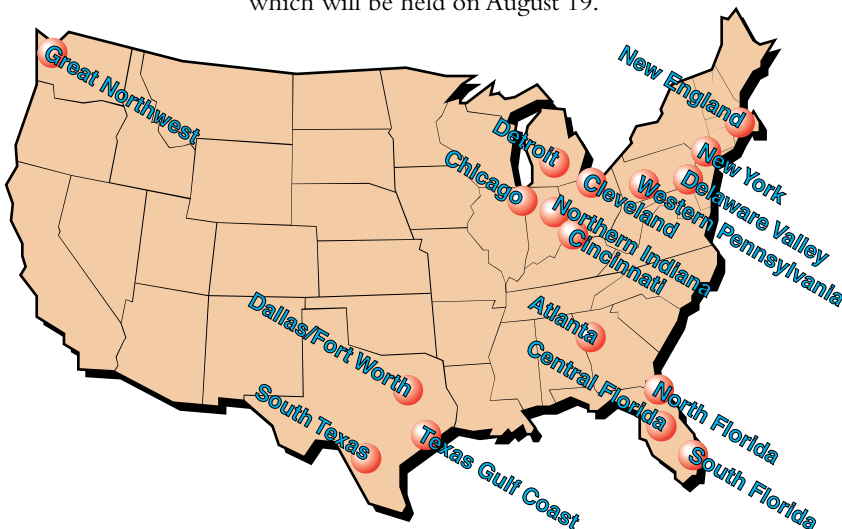 which will be held on August 19.
Great Northwest
New England
Detroit
Chicago
New York
Cleveland
Western Pennsylvania
Delaware Valley
Northern Indiana
Cincinnati
Atlanta
Dallas/Fort Worth
Central Florida
North Florida
South Texas
Texas Gulf Coast
South Florida